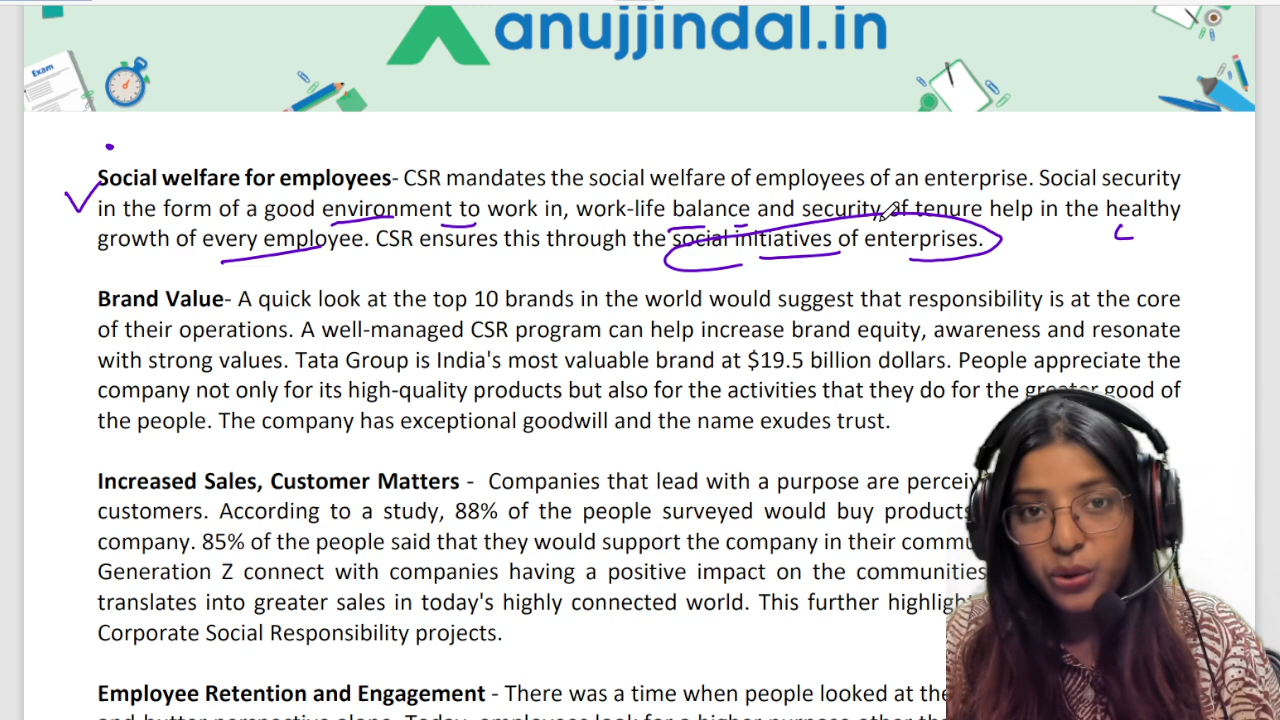 anujjindal.in
Exam
Social welfare for employees- CSR mandates the social welfare of employees of an enterprise. Social security
in the form of a good environment to work in, work-life balance and security of tenure help in the healthy
growth of every employee. CSR ensures this through the social initiatives of enterprises.
Brand Value- A quick look at the top 10 brands in the world would suggest that responsibility is at the core
of their operations. A well-managed CSR program can help increase brand equity, awareness and resonate
with strong values. Tata Group is India's most valuable brand at $19.5 billion dollars. People appreciate the
company not only for its high-quality products but also for the activities that they do for the greater good of
the people. The company has exceptional goodwill and the name exudes trust.
Increased Sales, Customer Matters - Companies that lead with a purpose are
customers. According to a study, 88% of the people surveyed would buy products
company. 85% of the people said that they would support the company in their
Generation Z connect with companies having a positive impact on the communities
translates into greater sales in today's highly connected world. This further
Corporate Social Responsibility projects.
Employee Retention and Engagement - There was a time when people looked at the